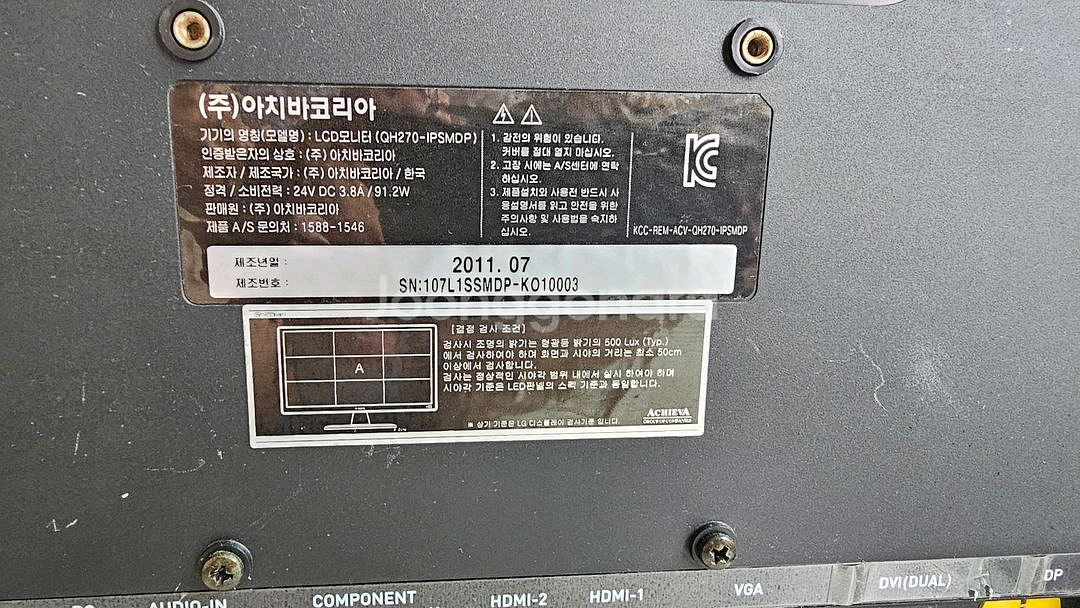 (주)아치바코리아
기기의 명칭(모델명) : LCD모니터 (QH270-IPSMDP)
인증받은자의 상호 : (주) 아치바코리아
제조자 / 제조국가 : (주) 아치바코리아 / 한국
정격 / 소비전력 : 24V DC 3.8A / 91.2W
판매원 : (주) 아치바코리아
제품 A/S 문의처 : 1588-1546
1. 감전의 위험이 있습니다.
커버를 절대 열지 마십시오.
2. 고장 시에는 A/S센터에 연락
하십시오.
3. 제품설치와 사용전 반드시 사
용설명서를 읽고 안전을 위한
주의사항 및 사용법을 숙지하
십시오.
KCC-REM-ACV-QH270-IPSMDP
제조년일 : 2011. 07
제조번호 : SN:107L1SSMDP-KO10003
Joonggonara
[결점 검사 조건]
검사시 조명의 밝기는 형광등 밝기의 500 Lux (Typ.)
에서 검사하여야 하며 화면과 시야의 거리는 최소 50cm
이상에서 검사합니다.
검사는 정상적인 시야각 범위 내에서 실시 하여야 하며
시야각 기준은 LED판넬의 스펙 기준과 동일합니다.
A
※ 상기 기준은 LG 디스플레이 검사기준 입니다.
ACHIEVA
GROUP OF COMPANIES
AUDIO-IN
COMPONENT
HDMI-2
HDMI-1
VGA
DVI(DUAL)
DP